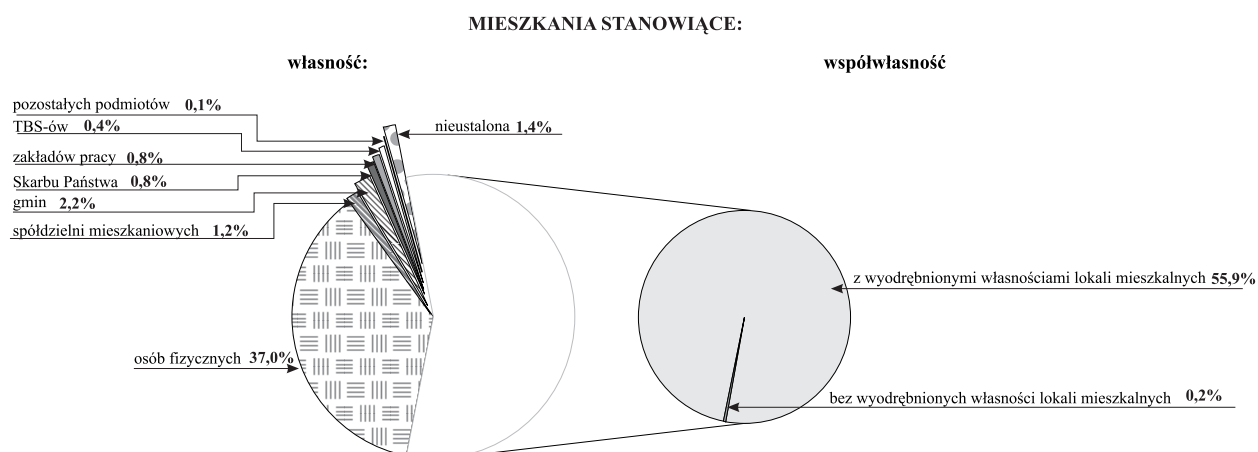 MIESZKANIA STANOWIĄCE:
własność:
współwłasność
pozostałych podmiotów 0,1%
TBS-ów 0,4%
zakładów pracy 0,8%
Skarbu Państwa 0,8%
gmin 2,2%
spółdzielni mieszkaniowych 1,2%
nieustalona 1,4%
osób fizycznych 37,0%
z wyodrębnionymi własnościami lokali mieszkalnych 55,9%
bez wyodrębnionych własności lokali mieszkalnych 0,2%